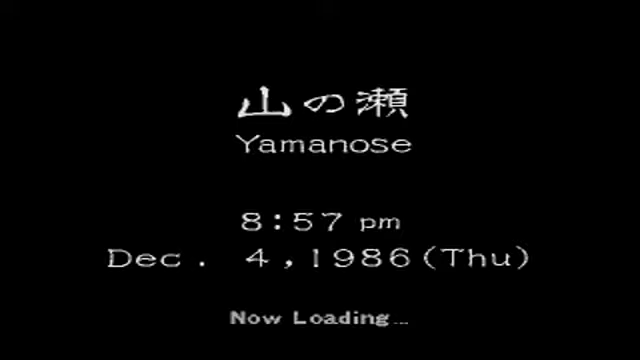 山の瀬
Yamanose
8:57 pm
Dec. 4,1986(Thu)
Now Loading...